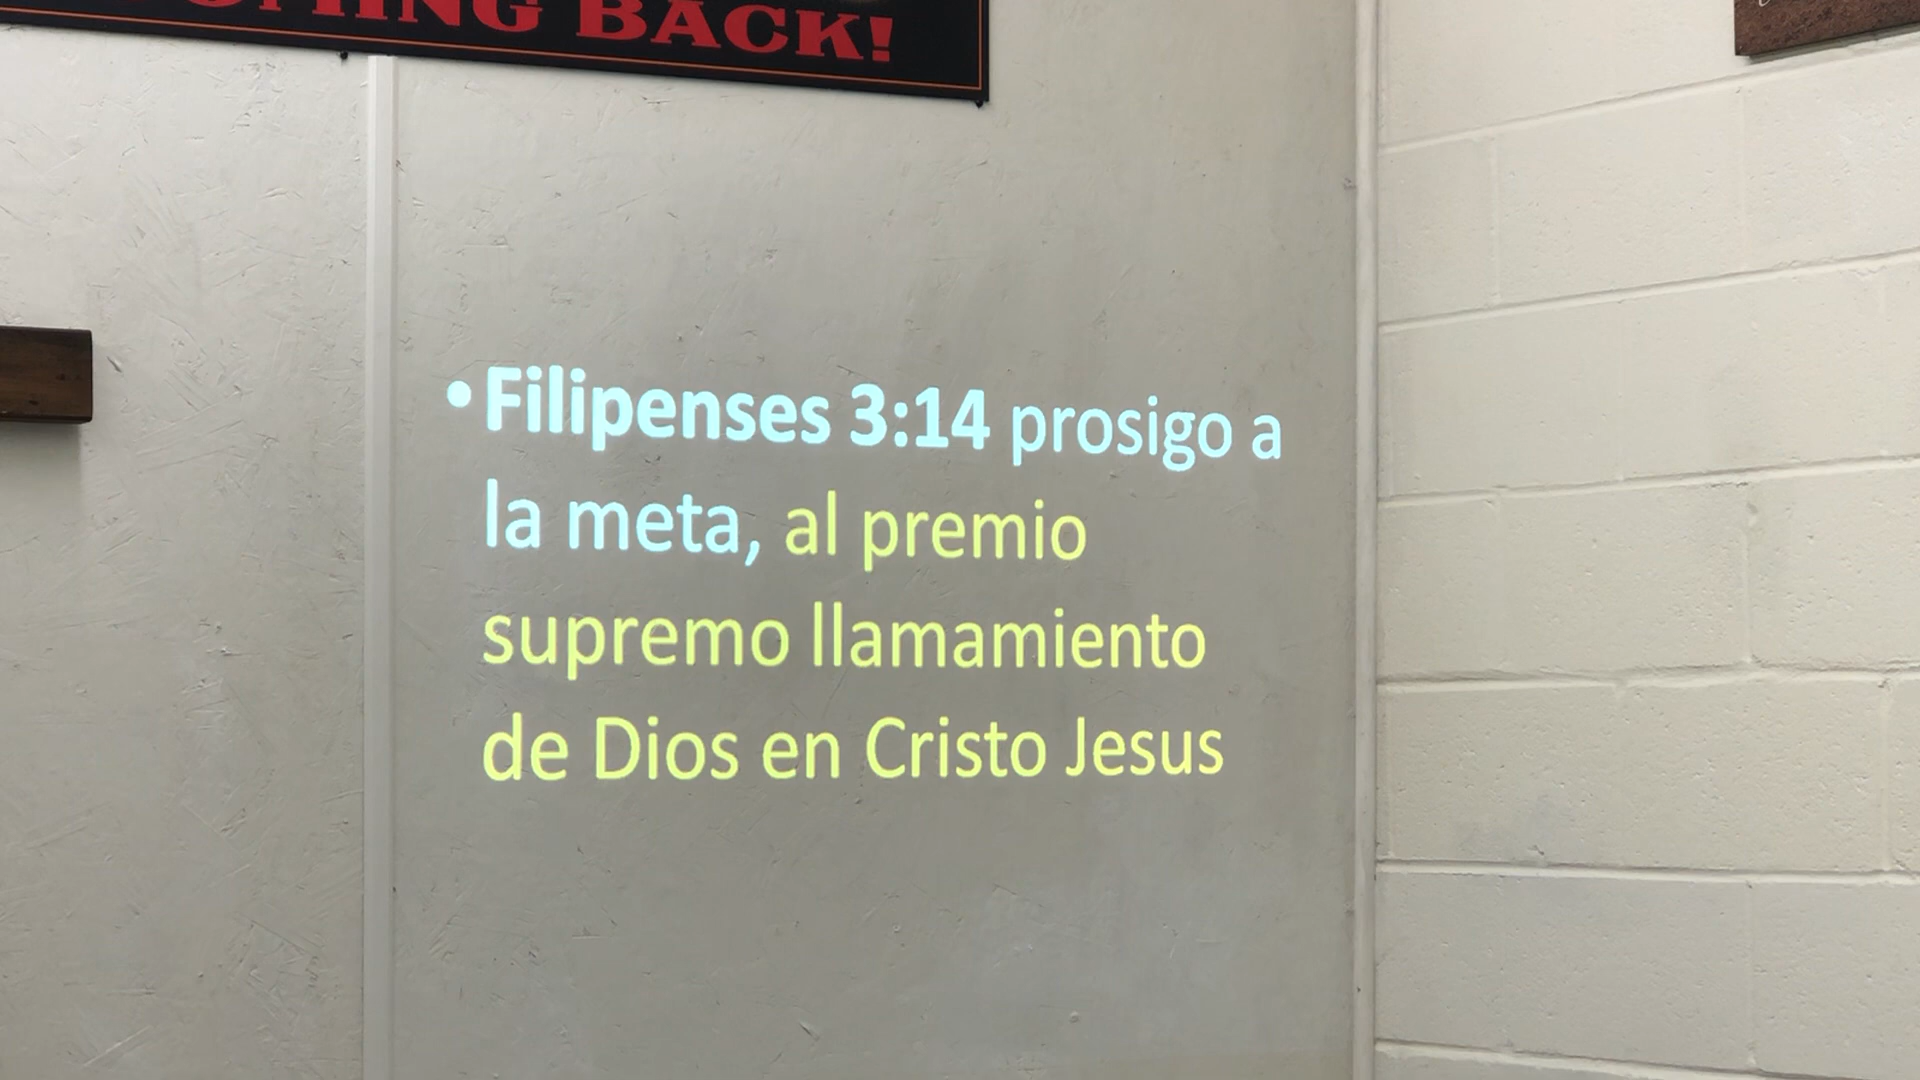 BACK!
•Filipenses 3:14 prosigo a
la meta, al premio
supremo llamamiento
de Dios en Cristo Jesus